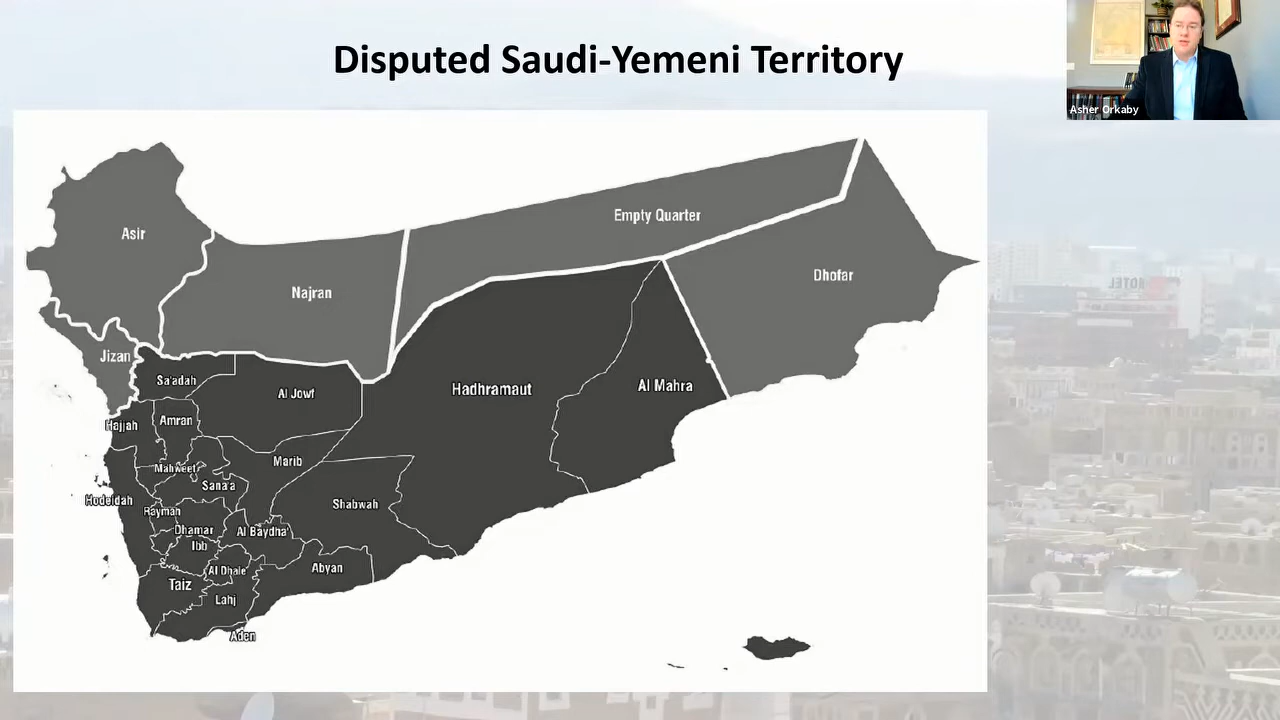 Disputed Saudi-Yemeni Territory
Asher Orkaby
Asir
Empty Quarter
Najran
Dhofar
Jizan
Sa'adah
Al Jowf
Hadhramaut
Al Mahra
Hajjah
Amran
Mahweet
Marib
Sana'a
Hodeidah
Raymah
Shabwah
Dhamar
Al Baydha'
Ibb
Al Dhale'
Abyan
Taiz
Lahj
Aden
HOTEL